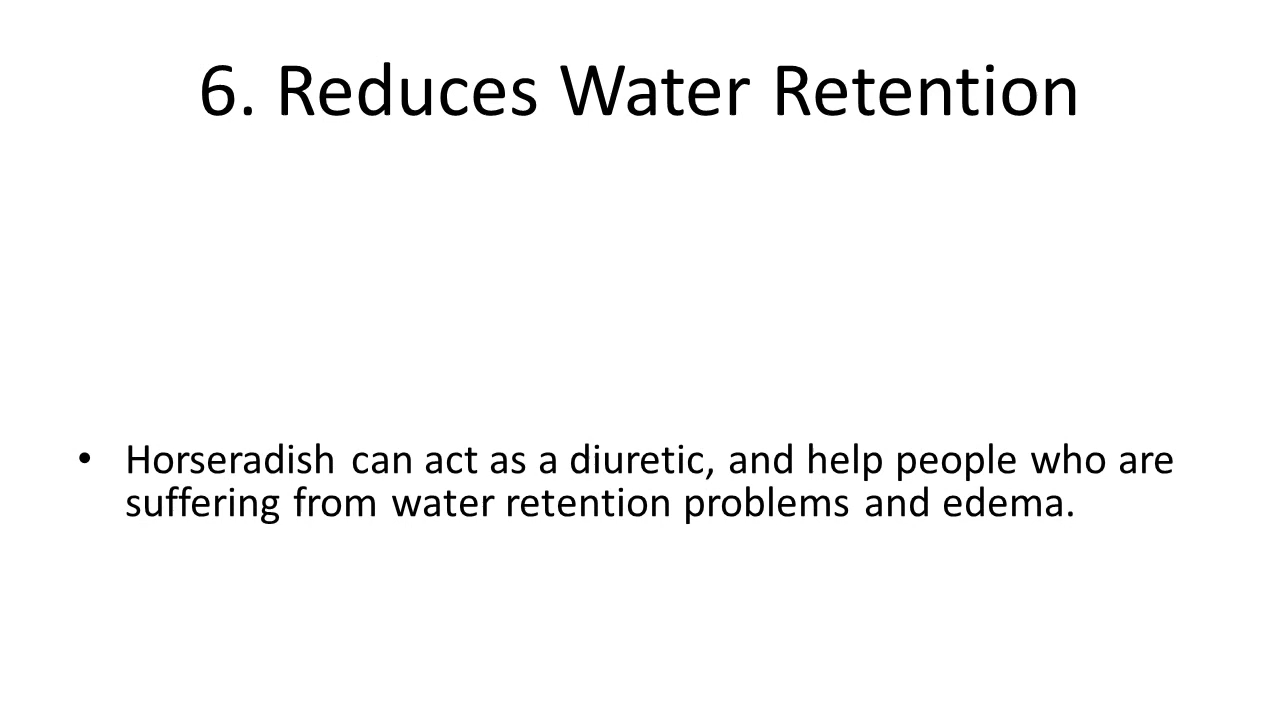 6. Reduces Water Retention
• Horseradish can act as a diuretic, and help people who are
suffering from water retention problems and edema.